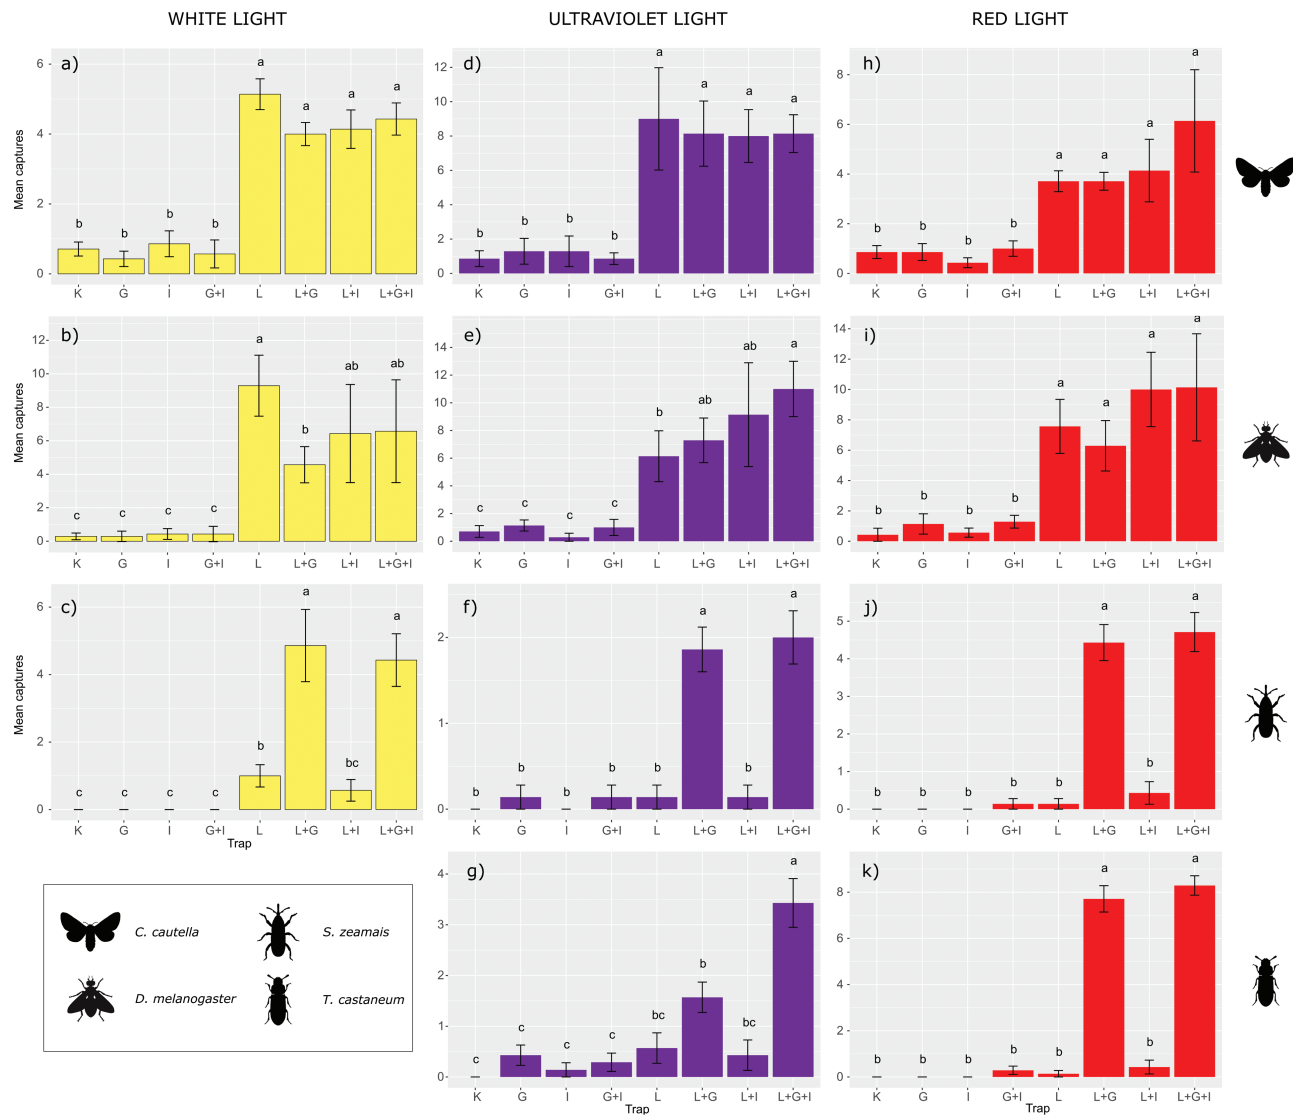 WHITE LIGHT
ULTRAVIOLET LIGHT
RED LIGHT
a)
Mean captures
6
4
2
0
b b b b a a a a
K G I G+I L L+G L+I L+G+I
d)
12
10
8
6
4
2
0
b b b b a a a a
K G I G+I L L+G L+I L+G+I
h)
8
6
4
2
0
b b b b a a a a
K G I G+I L L+G L+I L+G+I
b)
Mean captures
12
10
8
6
4
2
0
c c c c a b ab ab
K G I G+I L L+G L+I L+G+I
e)
14
12
10
8
6
4
2
0
c c c c b ab ab a
K G I G+I L L+G L+I L+G+I
i)
14
12
10
8
6
4
2
0
b b b b a a a a
K G I G+I L L+G L+I L+G+I
c)
Mean captures
6
4
2
0
c c c c b a bc a
K G I G+I L L+G L+I L+G+I
Trap
f)
2
1
0
b b b b b a b a
K G I G+I L L+G L+I L+G+I
j)
5
4
3
2
1
0
b b b b b a b a
K G I G+I L L+G L+I L+G+I
C. cautella
S. zeamais
D. melanogaster
T. castaneum
g)
4
3
2
1
0
c c c c bc b bc a
K G I G+I L L+G L+I L+G+I
Trap
k)
8
6
4
2
0
b b b b b a b a
K G I G+I L L+G L+I L+G+I
Trap